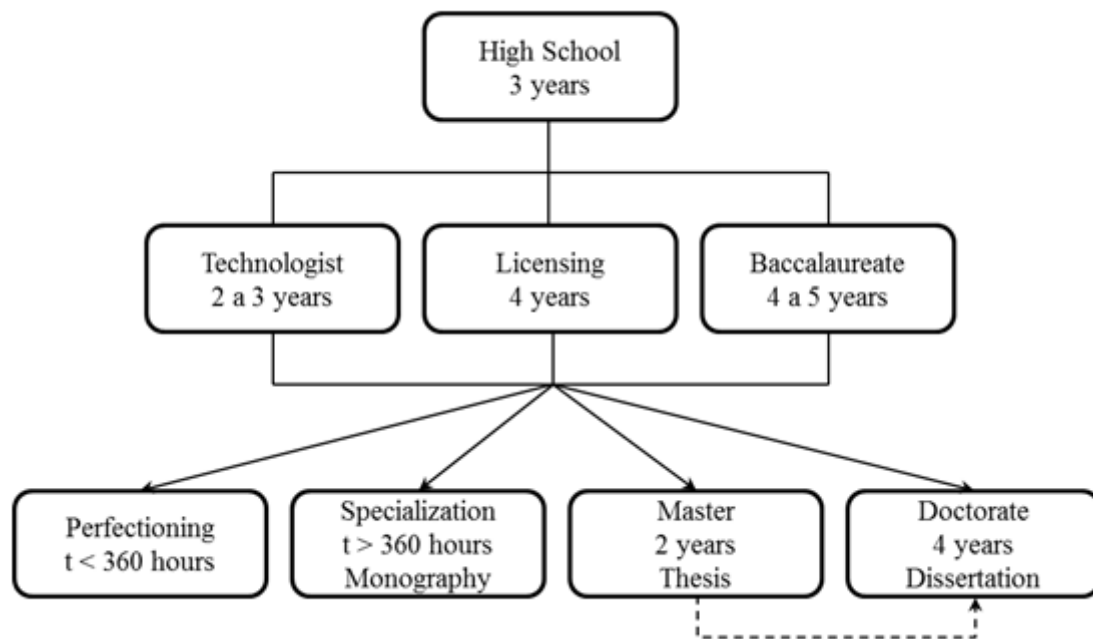 High School
3 years
Technologist
2 a 3 years
Licensing
4 years
Baccalaureate
4 a 5 years
Perfectioning
t < 360 hours
Specialization
t > 360 hours
Monography
Master
2 years
Thesis
Doctorate
4 years
Dissertation